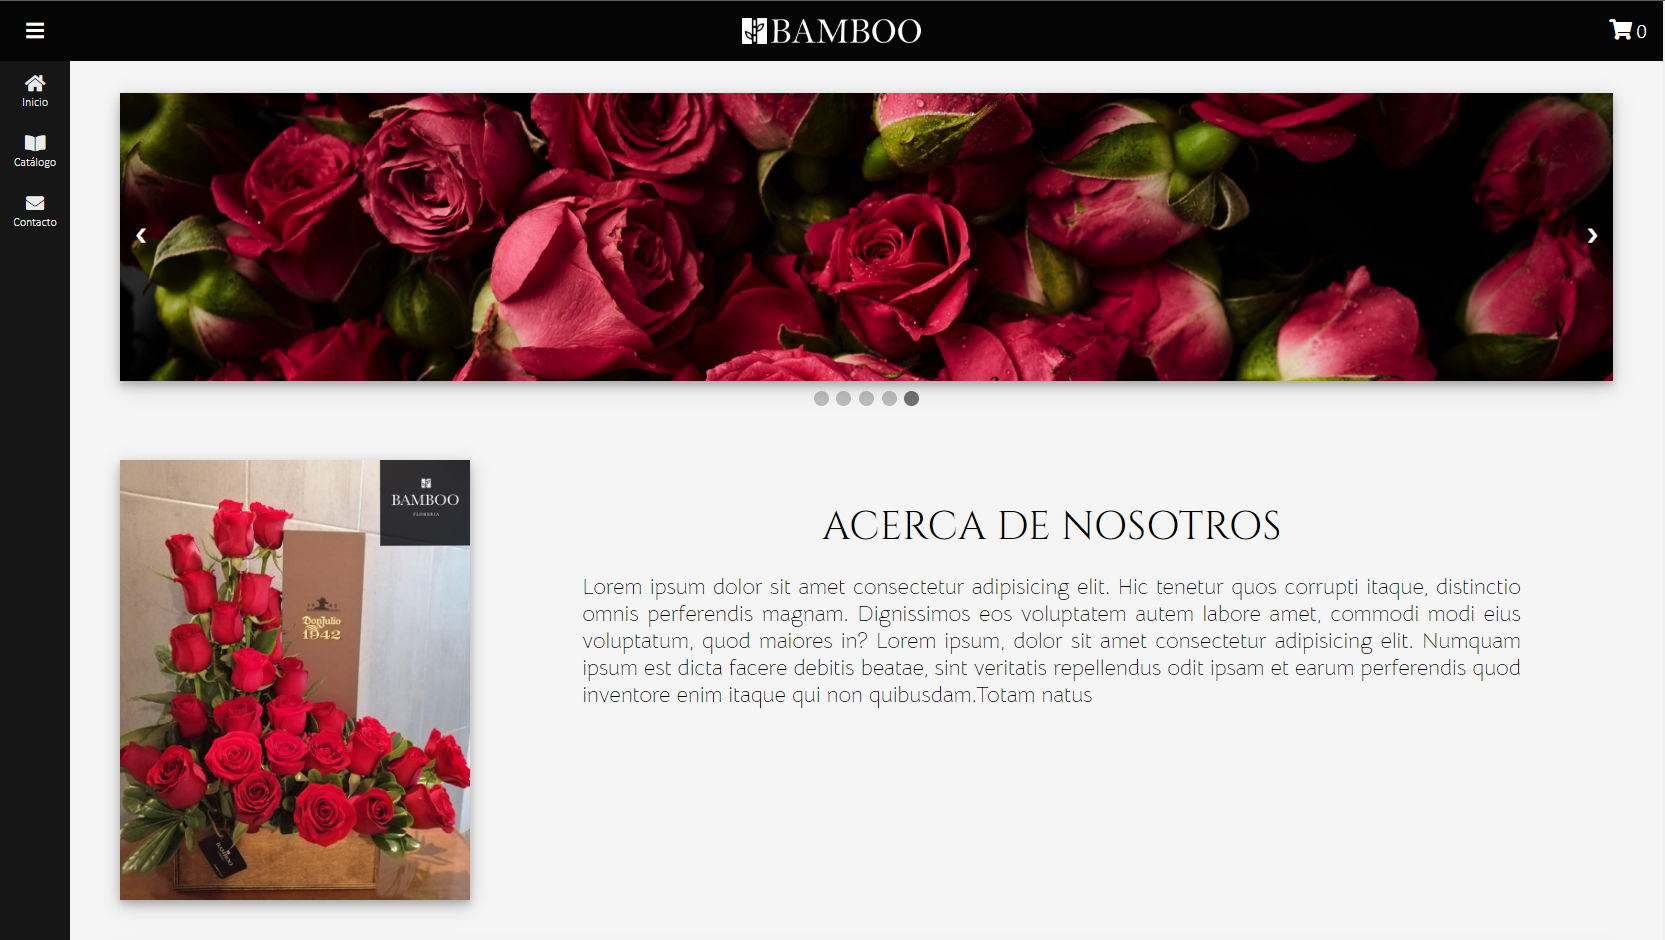 BAMBOO
0
Inicio
Catálogo
Contacto
‹
›
BAMBOO
FLORERIA
DonJulio
1942
BAMBOO
ACERCA DE NOSOTROS
Lorem ipsum dolor sit amet consectetur adipisicing elit. Hic tenetur quos corrupti itaque, distinctio
omnis perferendis magnam. Dignissimos eos voluptatem autem labore amet, commodi modi eius
voluptatum, quod maiores in? Lorem ipsum, dolor sit amet consectetur adipisicing elit. Numquam
ipsum est dicta facere debitis beatae, sint veritatis repellendus odit ipsam et earum perferendis quod
inventore enim itaque qui non quibusdam.Totam natus